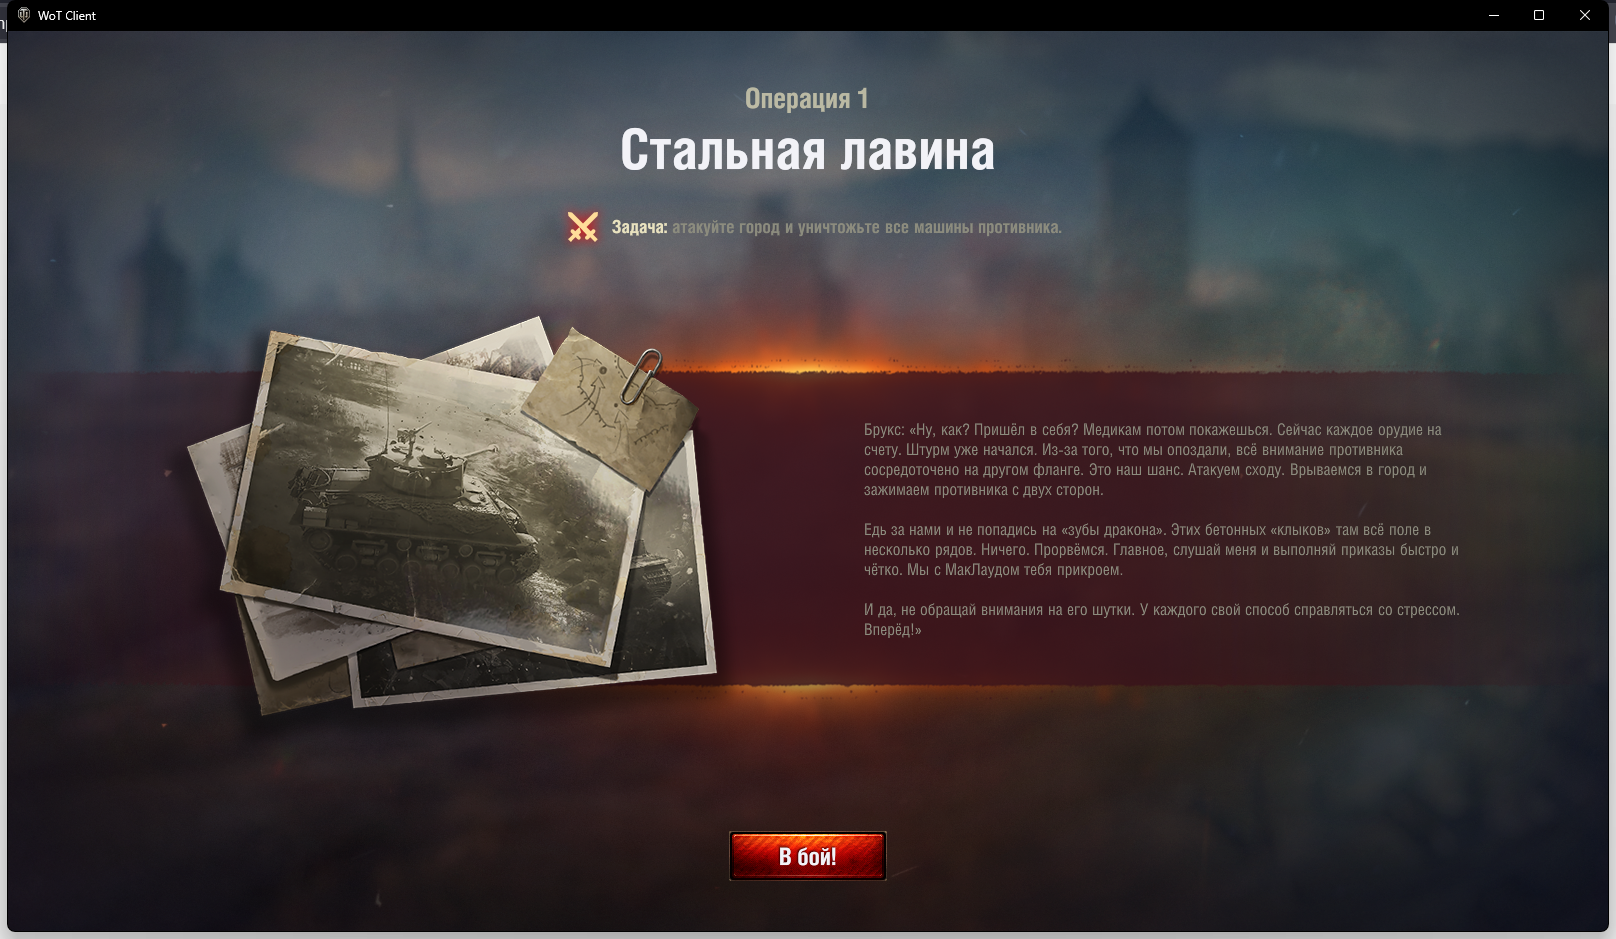 WoT Client
Операция 1
Стальная лавина
Задача: атакуйте город и уничтожьте все машины противника.
Брукс: «Ну, как? Пришёл в себя? Медикам потом покажешься. Сейчас каждое орудие на
счету. Штурм уже начался. Из-за того, что мы опоздали, всё внимание противника
сосредоточено на другом фланге. Это наш шанс. Атакуем сходу. Врываемся в город и
зажимаем противника с двух сторон.
Едь за нами и не попадись на «зубы дракона». Этих бетонных «клыков» там всё поле в
несколько рядов. Ничего. Прорвёмся. Главное, слушай меня и выполняй приказы быстро и
чётко. Мы с МакЛаудом тебя прикроем.
И да, не обращай внимания на его шутки. У каждого свой способ справляться со стрессом.
Вперёд!»
В бой!